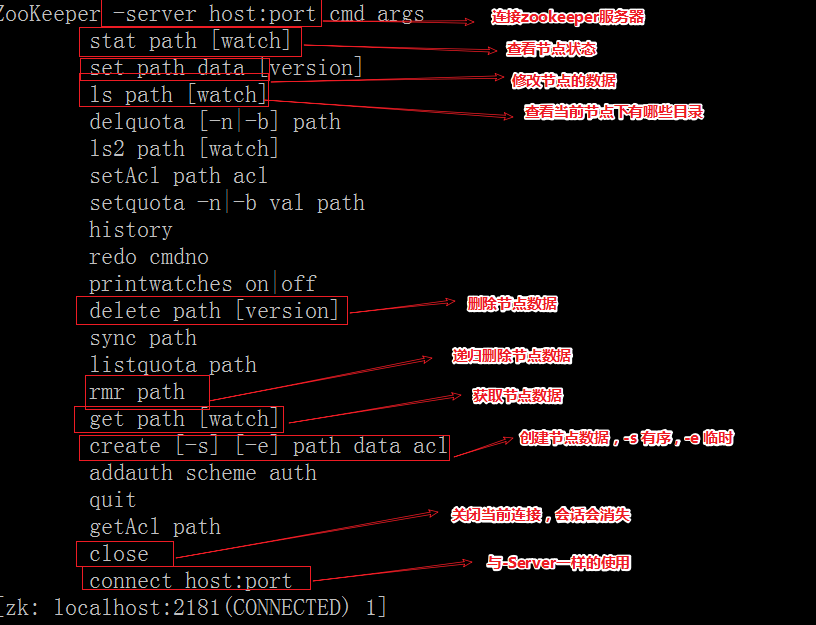 ZooKeeper -server host:port cmd args 连接zookeeper服务器
stat path [watch] 查看节点状态
set path data [version] 修改节点的数据
ls path [watch] 查看当前节点下有哪些目录
delquota [-n|-b] path
ls2 path [watch]
setAcl path acl
setquota -n|-b val path
history
redo cmdno
printwatches on|off
delete path [version] 删除节点数据
sync path
listquota path
rmr path 递归删除节点数据
get path [watch] 获取节点数据
create [-s] [-e] path data acl 创建节点数据，-s 有序，-e 临时
addauth scheme auth
quit
getAcl path
close 关闭当前连接，会话会消失
connect host:port 与-Server一样的使用
[zk: localhost:2181(CONNECTED) 1]